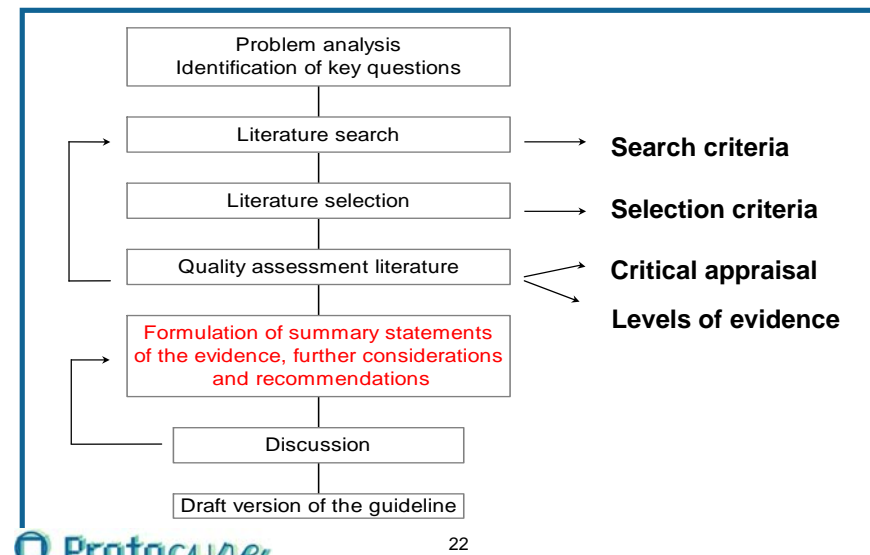 Problem analysis
Identification of key questions
Literature search
Search criteria
Literature selection
Selection criteria
Quality assessment literature
Critical appraisal
Levels of evidence
Formulation of summary statements
of the evidence, further considerations
and recommendations
Discussion
Draft version of the guideline
Protocure
22